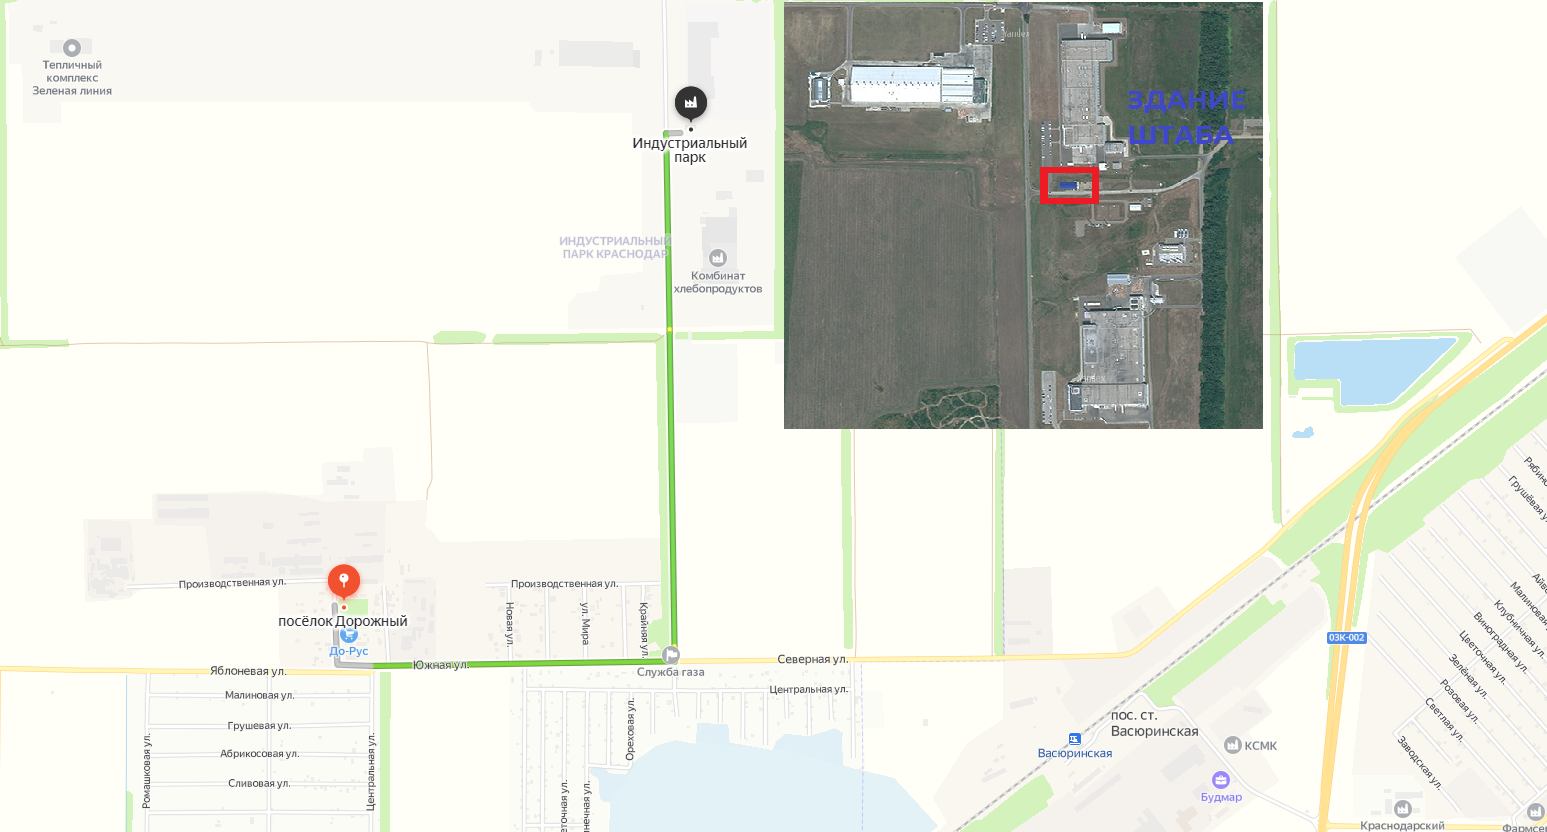 Тепличный
комплекс
Зеленая линия
Индустриальный
парк
ИНДУСТРИАЛЬНЫЙ
ПАРК КРАСНОДАР
Комбинат
хлебопродуктов
ЗДАНИЕ
ШТАБА
Производственная ул.
посёлок Дорожный
До-Рус
Производственная ул.
Новая ул.
ул. Мира
Крайняя ул.
Яблоневая ул.
Южная ул.
Служба газа
Северная ул.
Центральная ул.
Малиновая ул.
Грушевая ул.
Абрикосовая ул.
Сливовая ул.
Ромашковая ул.
Центральная ул.
Ореховая ул.
03К-002
пос. ст.
Васюринская
Васюринская
КСМК
Будмар
Грушёвая у
Малиновая у
Клубничная ул.
Виноградная ул.
Цветочная ул.
Зелёная ул.
Розовая ул.
Светлая ул.
Заводская ул.
Краснодарский
Фармсе